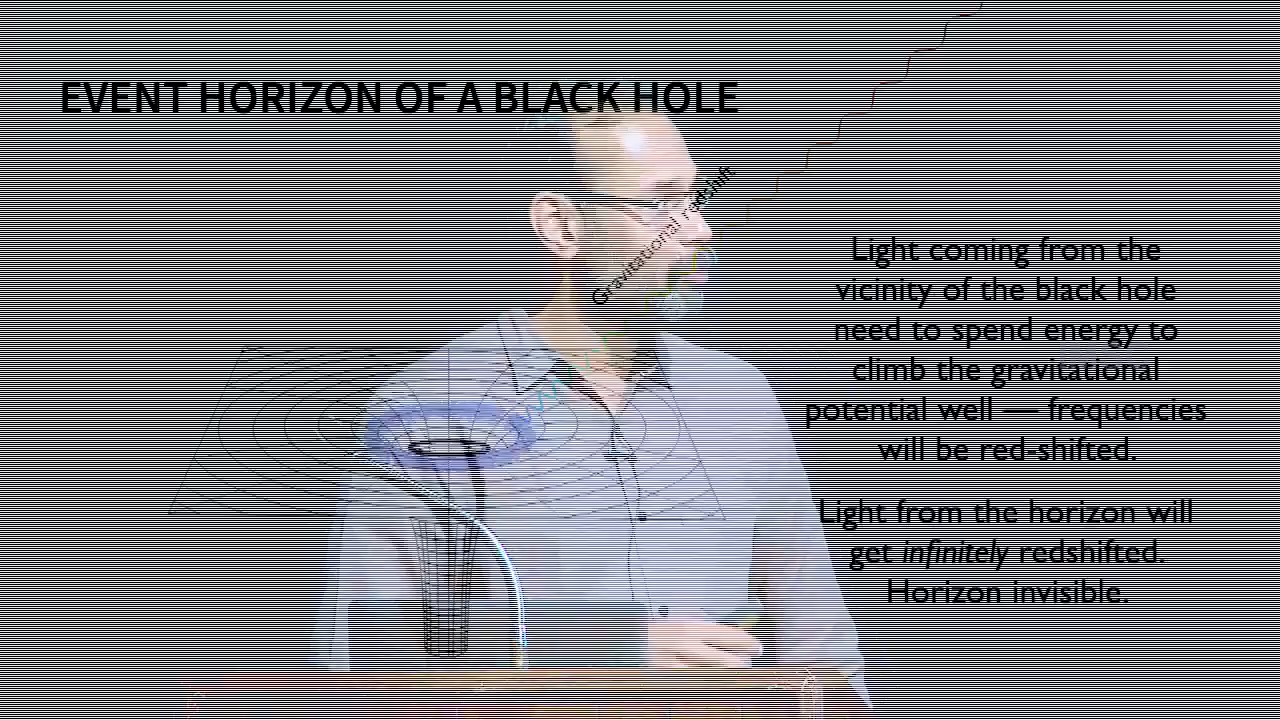 EVENT HORIZON OF A BLACK HOLE
Gravitational redshift
Light coming from the
vicinity of the black hole
need to spend energy to
climb the gravitational
potential well — frequencies
will be red-shifted.
Light from the horizon will
get infinitely redshifted.
Horizon invisible.